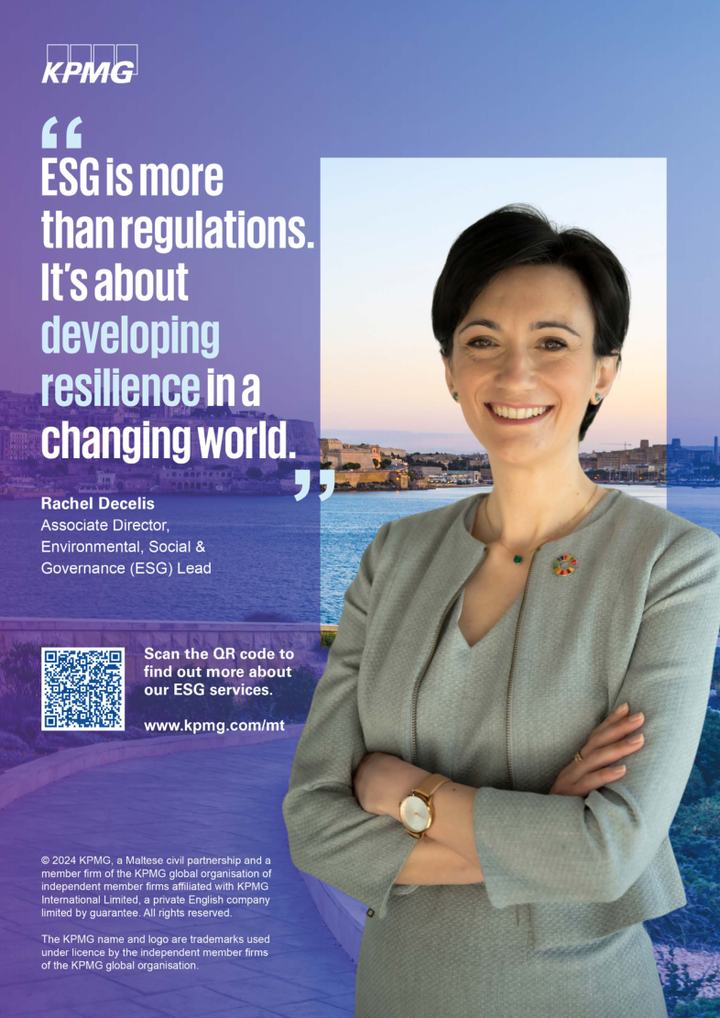 KPMG
“
ESG is more
than regulations.
It's about
developing
resilience in a
changing world.
”
Rachel Decelis
Associate Director,
Environmental, Social &
Governance (ESG) Lead
Scan the QR code to
find out more about
our ESG services.
www.kpmg.com/mt
© 2024 KPMG, a Maltese civil partnership and a
member firm of the KPMG global organisation of
independent member firms affiliated with KPMG
International Limited, a private English company
limited by guarantee. All rights reserved.
The KPMG name and logo are trademarks used
under licence by the independent member firms
of the KPMG global organisation.